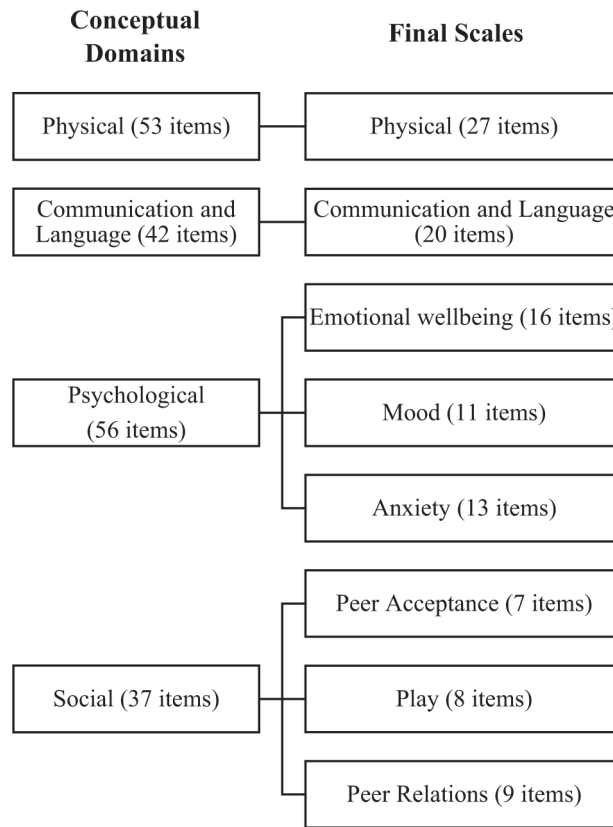 Conceptual
Domains
Final Scales
Physical (53 items)
Physical (27 items)
Communication and
Language (42 items)
Communication and Language
(20 items)
Psychological
(56 items)
Emotional wellbeing (16 items)
Mood (11 items)
Anxiety (13 items)
Social (37 items)
Peer Acceptance (7 items)
Play (8 items)
Peer Relations (9 items)